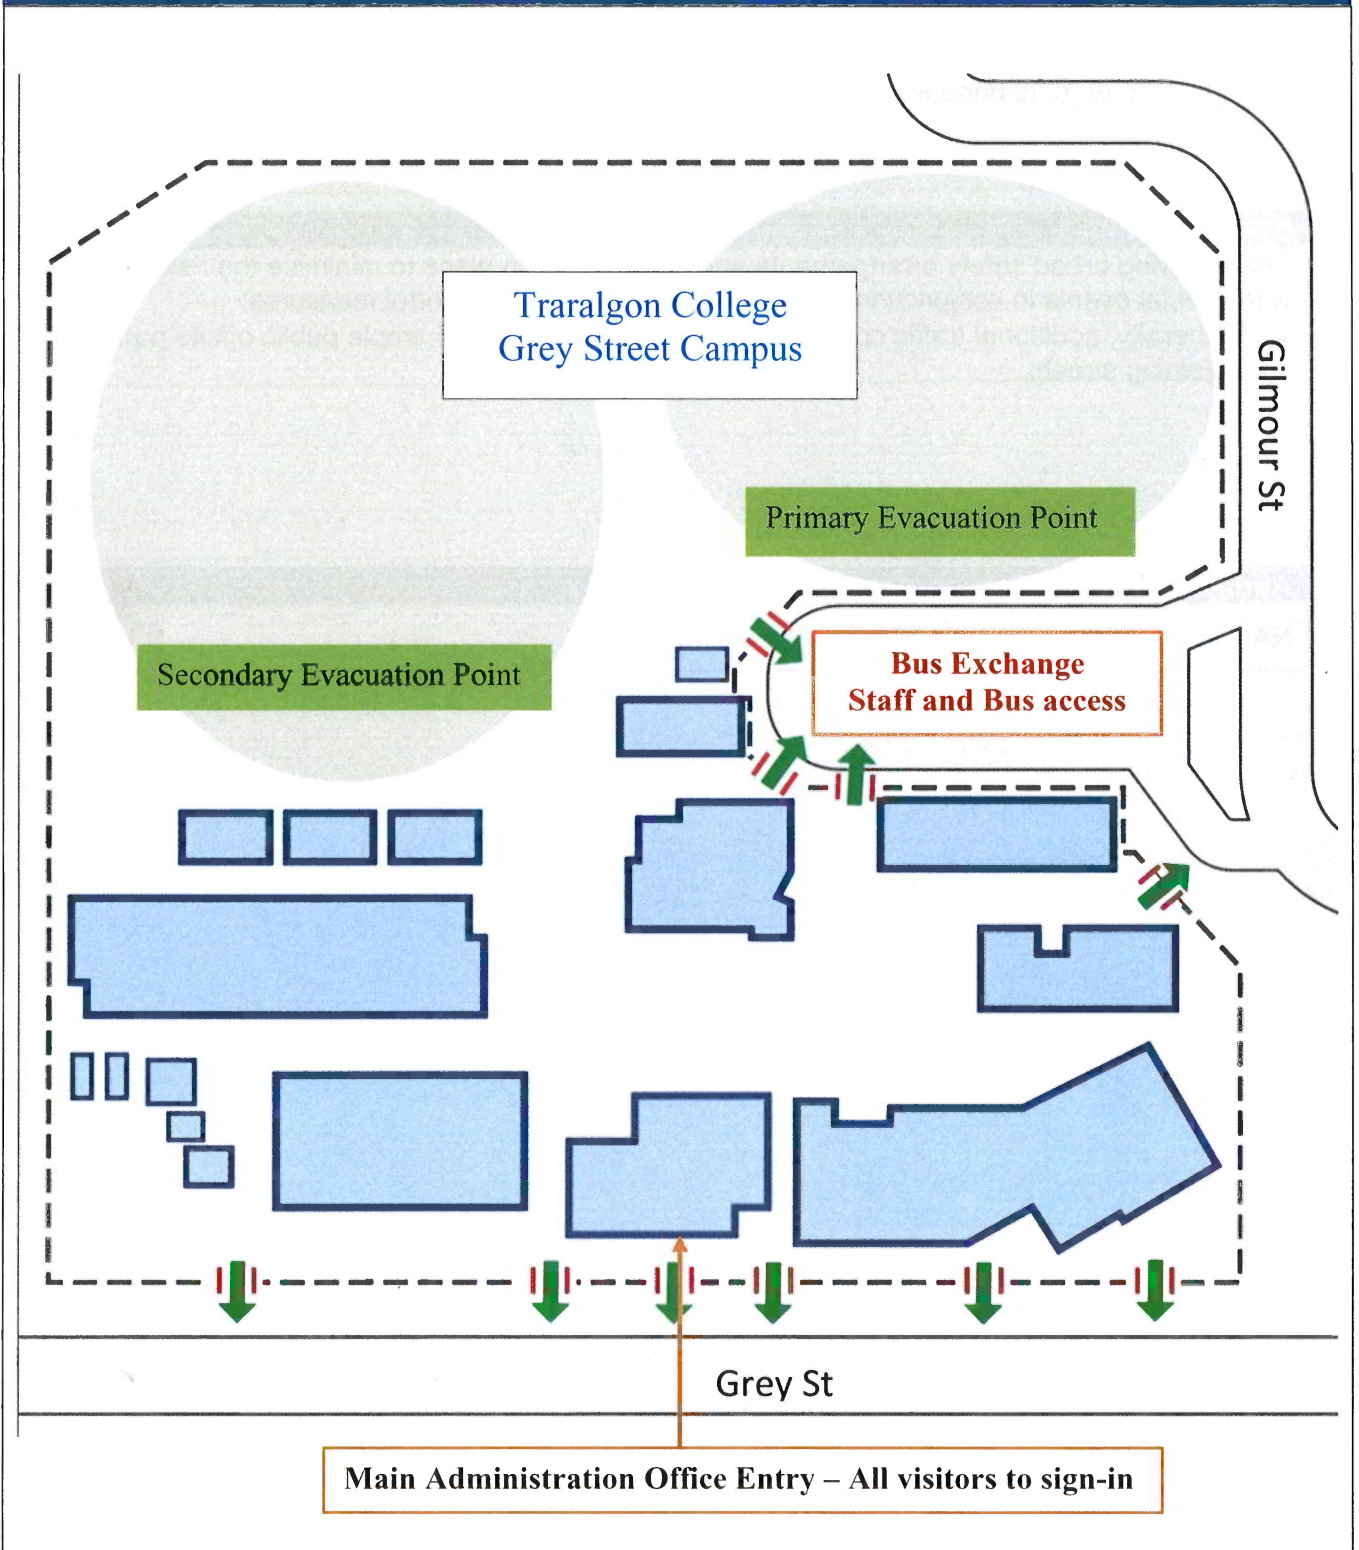 Traralgon College
Grey Street Campus
Gilmour St
Primary Evacuation Point
Bus Exchange
Staff and Bus access
Secondary Evacuation Point
Grey St
Main Administration Office Entry – All visitors to sign-in